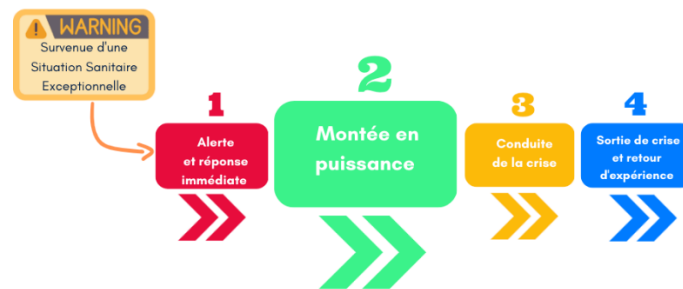 WARNING
Survenue d'une
Situation Sanitaire
Exceptionnelle
1
Alerte
et réponse
immédiate
2
Montée en
puissance
3
Conduite
de la crise
4
Sortie de crise
et retour
d'expérience